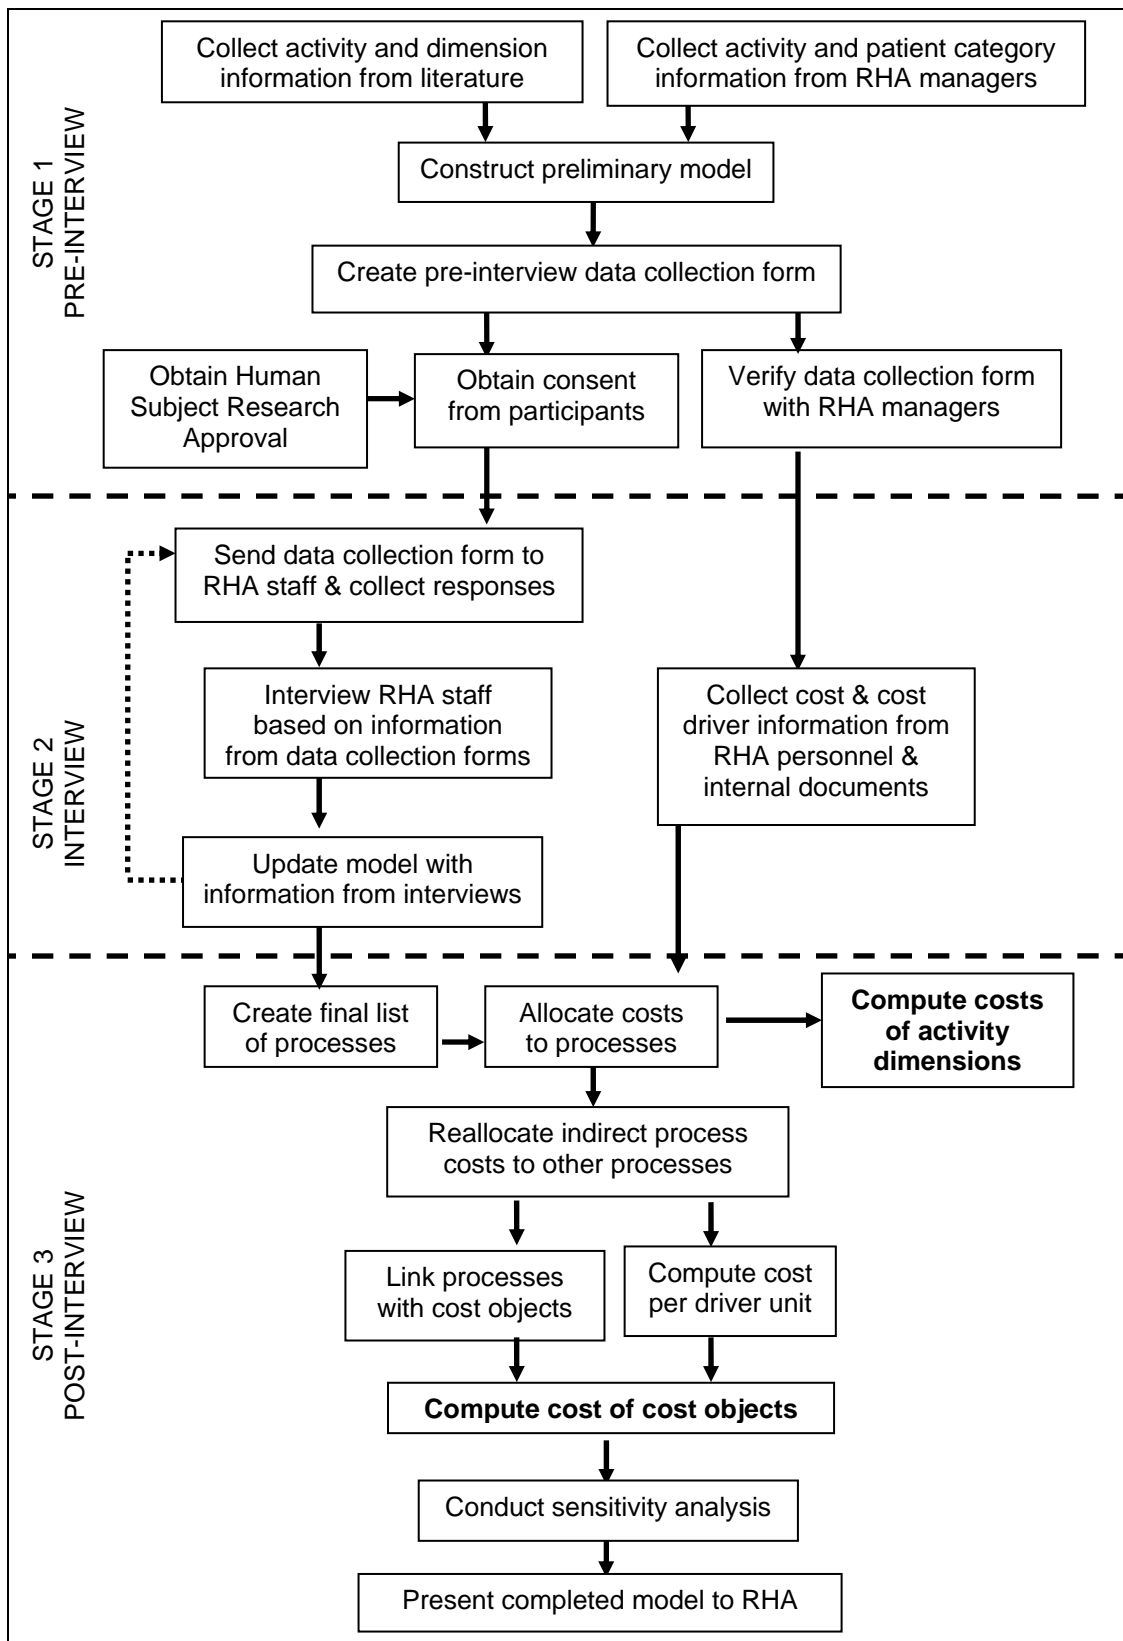 STAGE 1
PRE-INTERVIEW
Collect activity and dimension
information from literature
Collect activity and patient category
information from RHA managers
Construct preliminary model
Create pre-interview data collection form
Obtain Human
Subject Research
Approval
Obtain consent
from participants
Verify data collection form
with RHA managers
STAGE 2
INTERVIEW
Send data collection form to
RHA staff & collect responses
Interview RHA staff
based on information
from data collection forms
Collect cost & cost
driver information from
RHA personnel &
internal documents
Update model with
information from interviews
STAGE 3
POST-INTERVIEW
Create final list
of processes
Allocate costs
to processes
Compute costs
of activity
dimensions
Reallocate indirect process
costs to other processes
Link processes
with cost objects
Compute cost
per driver unit
Compute cost of cost objects
Conduct sensitivity analysis
Present completed model to RHA